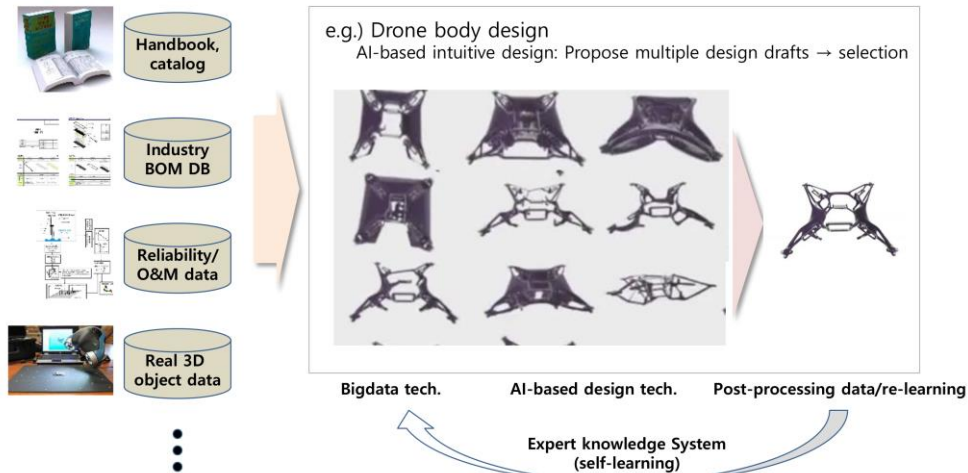 Handbook,
catalog
Industry
BOM DB
Reliability/
O&M data
Real 3D
object data
e.g.) Drone body design
AI-based intuitive design: Propose multiple design drafts → selection
Bigdata tech.
AI-based design tech.
Post-processing data/re-learning
Expert knowledge System
(self-learning)